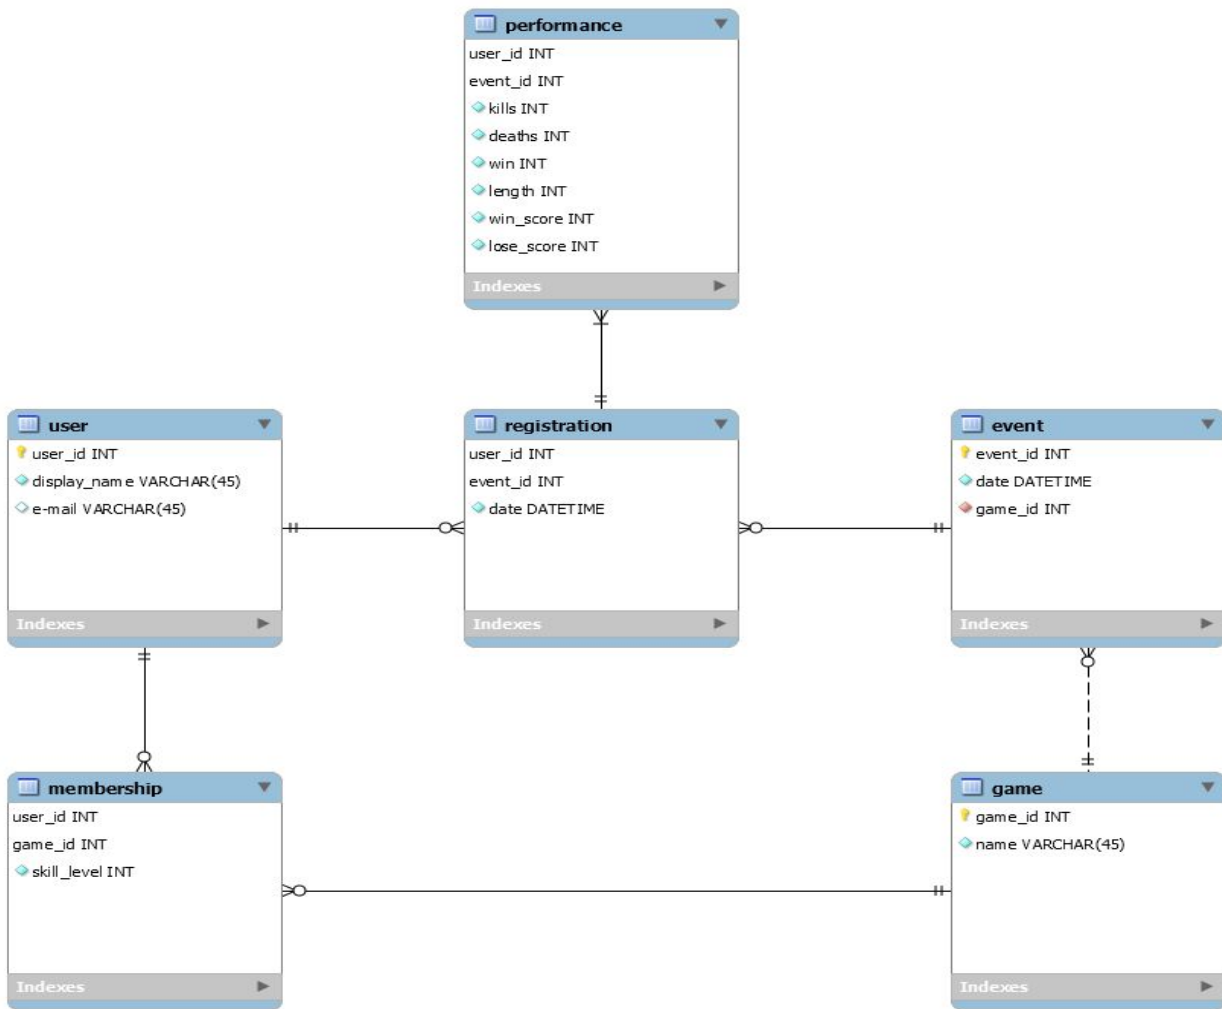 performance
user_id INT
event_id INT
kills INT
deaths INT
win INT
length INT
win_score INT
lose_score INT
Indexes
user
user_id INT
display_name VARCHAR(45)
e-mail VARCHAR(45)
Indexes
registration
user_id INT
event_id INT
date DATETIME
Indexes
event
event_id INT
date DATETIME
game_id INT
Indexes
membership
user_id INT
game_id INT
skill_level INT
Indexes
game
game_id INT
name VARCHAR(45)
Indexes